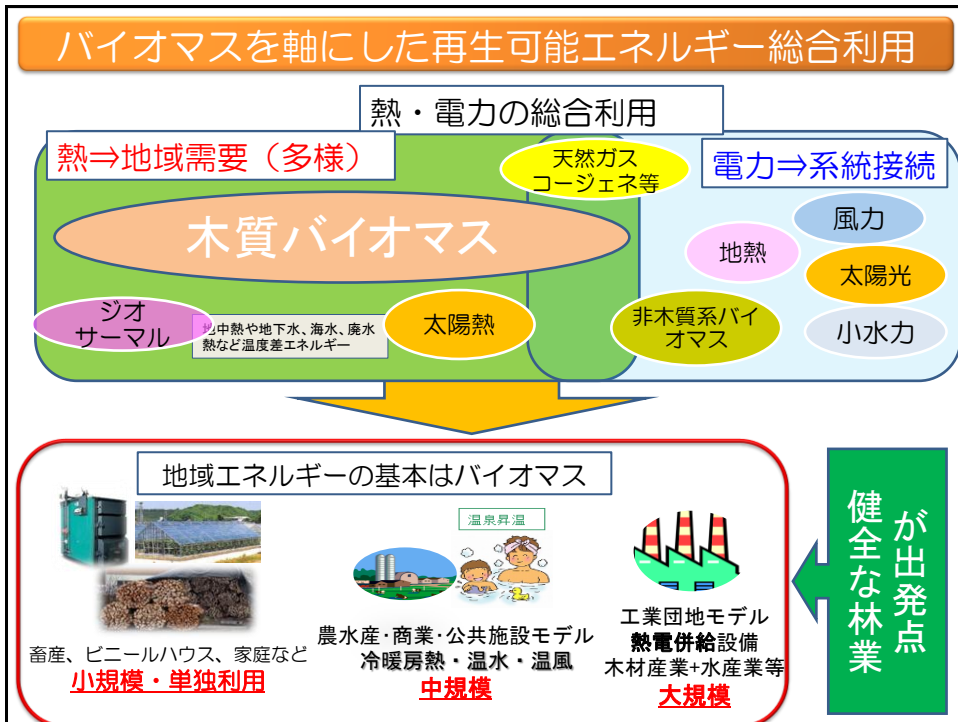 バイオマスを軸にした再生可能エネルギー総合利用
熱・電力の総合利用
熱⇒地域需要（多様）
天然ガス
コージェネ等
電力⇒系統接続
木質バイオマス
風力
地熱
太陽光
ジオ
サーマル
地中熱や地下水、海水、廃水
熱など温度差エネルギー
太陽熱
非木質系バイ
オマス
小水力
地域エネルギーの基本はバイオマス
温泉昇温
畜産、ビニールハウス、家庭など
小規模・単独利用
農水産・商業・公共施設モデル
冷暖房熱・温水・温風
中規模
工業団地モデル
熱電併給設備
木材産業+水産業等
大規模
健全な林業
が出発点